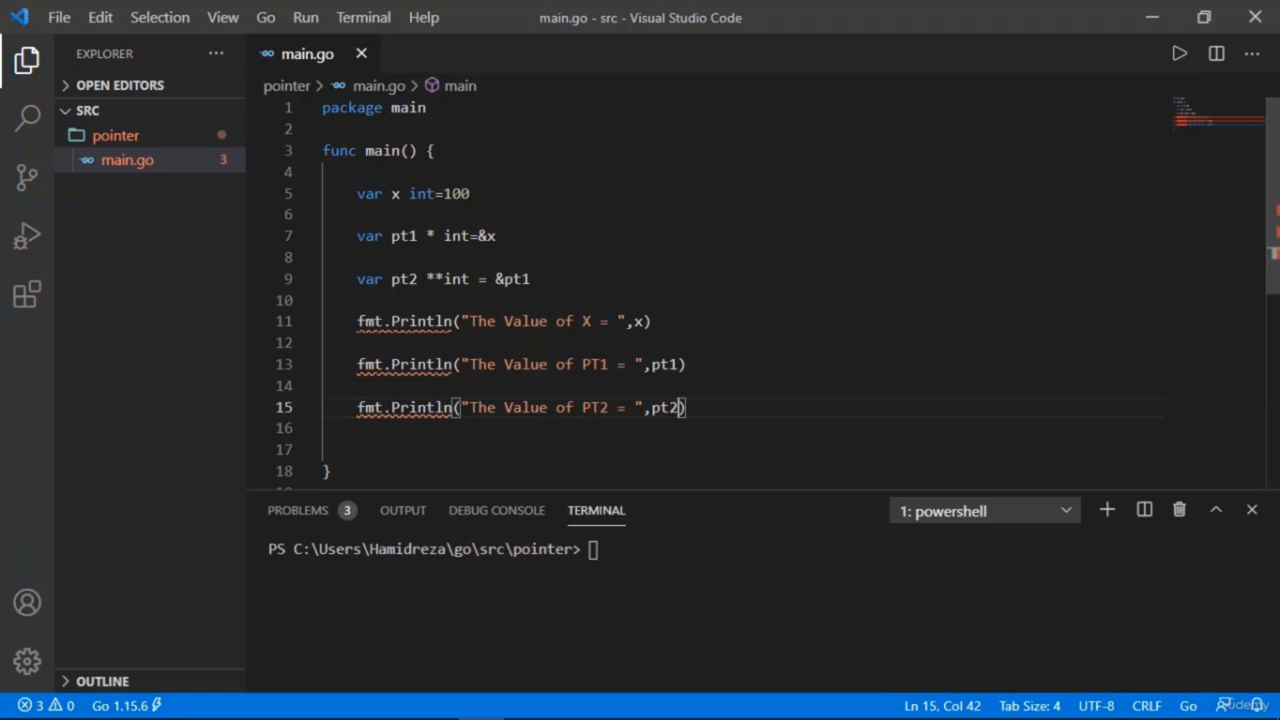 File Edit Selection View Go Run Terminal Help
main.go - src - Visual Studio Code
EXPLORER
OPEN EDITORS
SRC
pointer
main.go 3
main.go
pointer > main.go > main
1 package main
2
3 func main() {
4
5 var x int=100
6
7 var pt1 * int=&x
8
9 var pt2 **int = &pt1
10
11 fmt.Println("The Value of X = ",x)
12
13 fmt.Println("The Value of PT1 = ",pt1)
14
15 fmt.Println("The Value of PT2 = ",pt2)
16
17
18 }
PROBLEMS 3 OUTPUT DEBUG CONSOLE TERMINAL
1: powershell
PS C:\Users\Hamidreza\go\src\pointer>
OUTLINE
3 0 Go 1.15.6
Ln 15, Col 42 Tab Size: 4 UTF-8 CRLF Go
Udemy